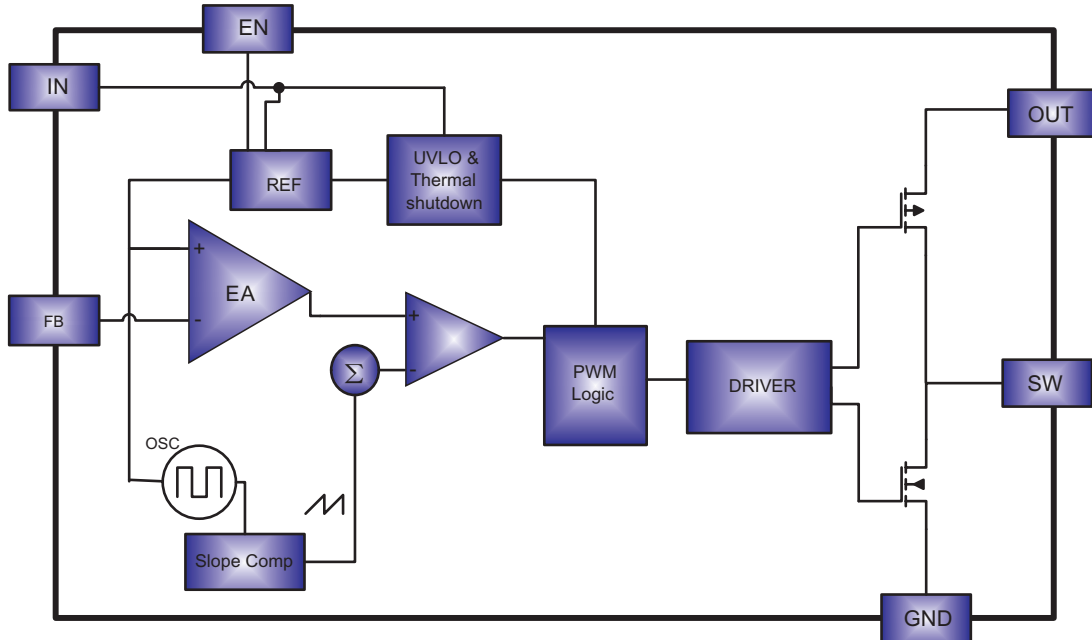 EN
IN
OUT
REF
UVLO &
Thermal
shutdown
+
EA
-
FB
+
-
Σ
PWM
Logic
DRIVER
SW
OSC
Slope Comp
GND